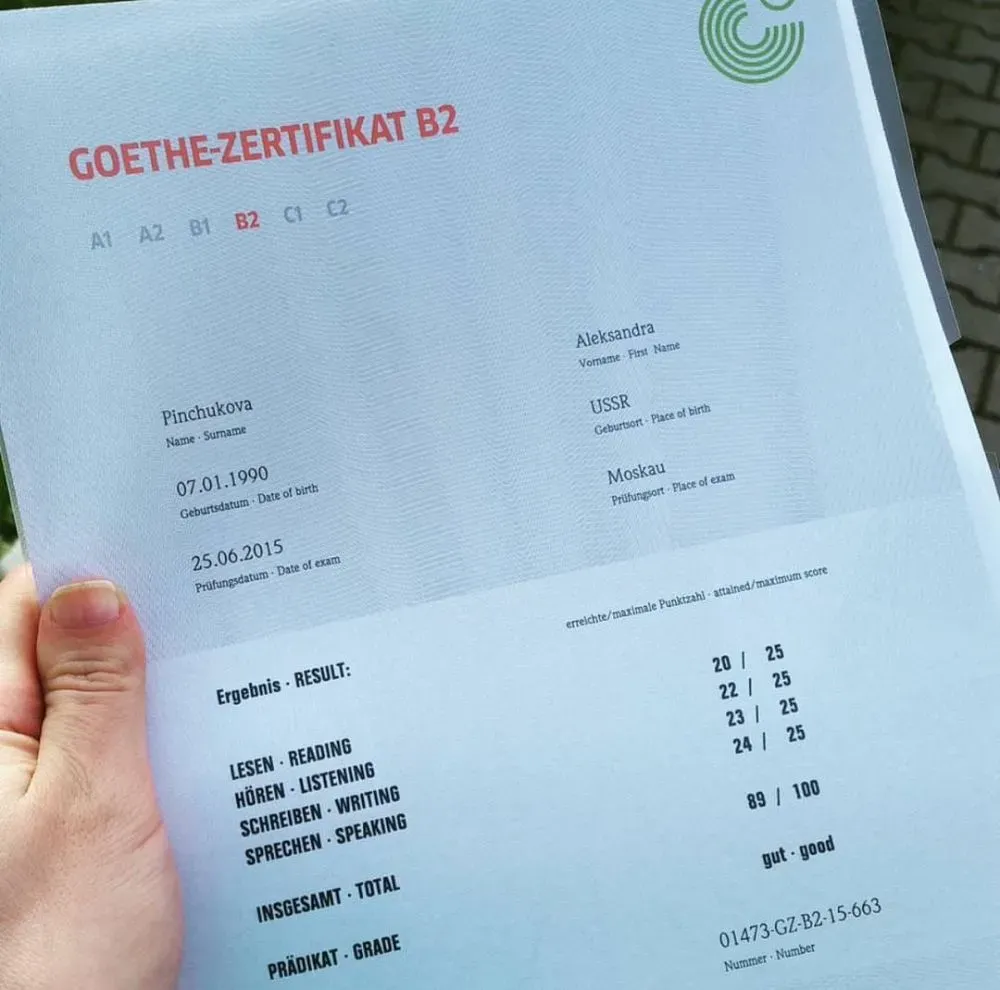 GOETHE-ZERTIFIKAT B2
A1 A2 B1 B2 C1 C2
Aleksandra
Vorname · First Name
Pinchukova
Name · Surname
USSR
Geburtsort · Place of birth
07.01.1990
Geburtsdatum · Date of birth
Moskau
Prüfungsort · Place of exam
25.06.2015
Prüfungsdatum · Date of exam
erreichte/maximale Punktzahl · attained/maximum score
Ergebnis · RESULT:
LESEN · READING 20 / 25
HÖREN · LISTENING 22 / 25
SCHREIBEN · WRITING 23 / 25
SPRECHEN · SPEAKING 24 / 25
INSGESAMT · TOTAL 89 / 100
PRÄDIKAT · GRADE gut · good
01473-GZ-B2-15-663
Nummer · Number